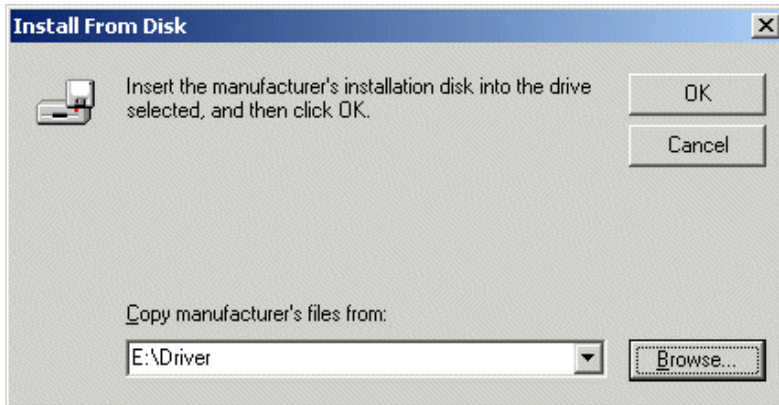 Install From Disk
Insert the manufacturer's installation disk into the drive
selected, and then click OK.
OK
Cancel
Copy manufacturer's files from:
E:\Driver
Browse...